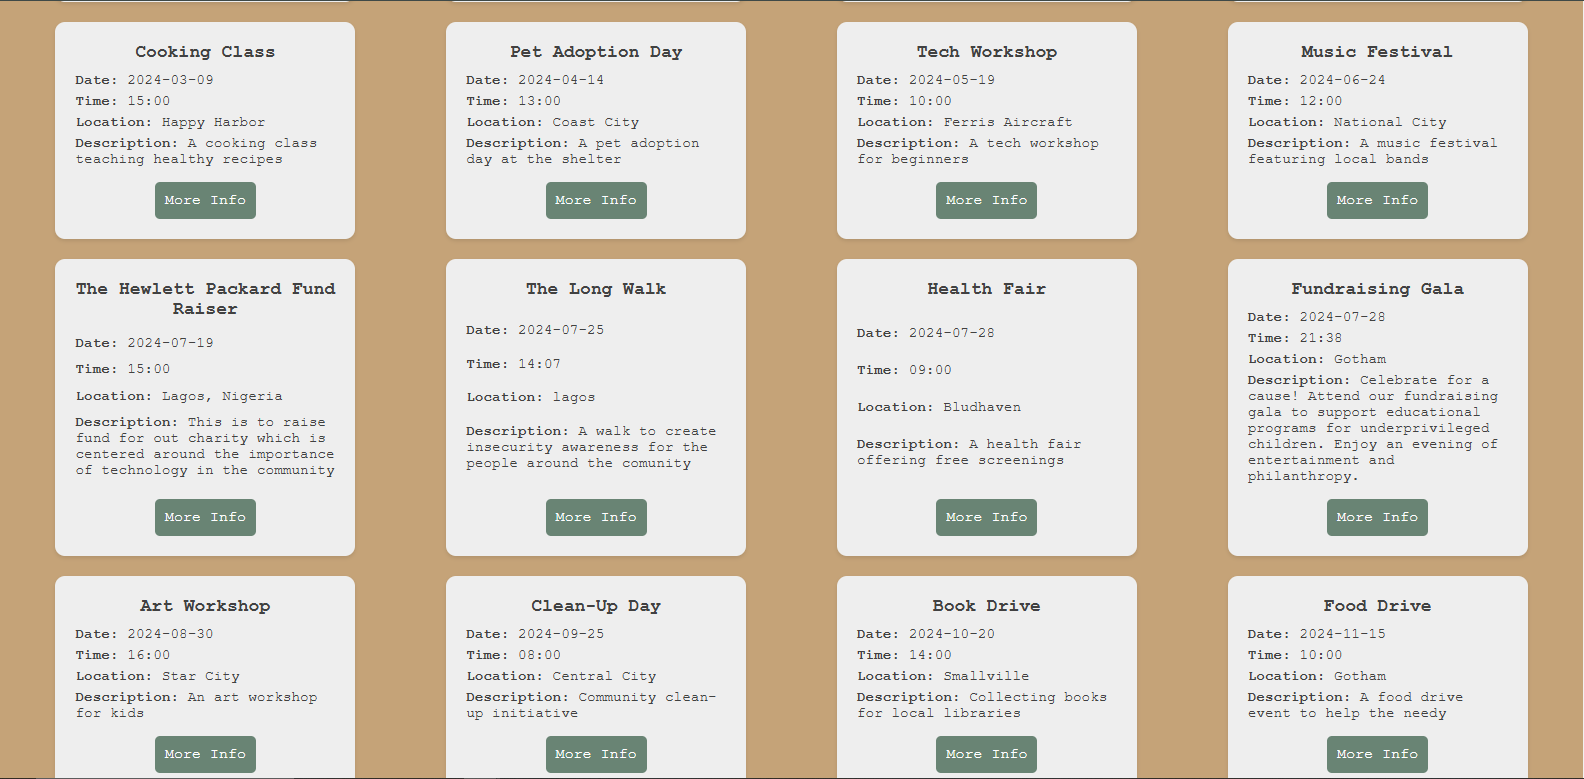 Cooking Class
Date: 2024-03-09
Time: 15:00
Location: Happy Harbor
Description: A cooking class
teaching healthy recipes
More Info
Pet Adoption Day
Date: 2024-04-14
Time: 13:00
Location: Coast City
Description: A pet adoption
day at the shelter
More Info
Tech Workshop
Date: 2024-05-19
Time: 10:00
Location: Ferris Aircraft
Description: A tech workshop
for beginners
More Info
Music Festival
Date: 2024-06-24
Time: 12:00
Location: National City
Description: A music festival
featuring local bands
More Info
The Hewlett Packard Fund
Raiser
Date: 2024-07-19
Time: 15:00
Location: Lagos, Nigeria
Description: This is to raise
fund for out charity which is
centered around the importance
of technology in the community
More Info
The Long Walk
Date: 2024-07-25
Time: 14:07
Location: lagos
Description: A walk to create
insecurity awareness for the
people around the comunity
More Info
Health Fair
Date: 2024-07-28
Time: 09:00
Location: Bludhaven
Description: A health fair
offering free screenings
More Info
Fundraising Gala
Date: 2024-07-28
Time: 21:38
Location: Gotham
Description: Celebrate for a
cause! Attend our fundraising
gala to support educational
programs for underprivileged
children. Enjoy an evening of
entertainment and
philanthropy.
More Info
Art Workshop
Date: 2024-08-30
Time: 16:00
Location: Star City
Description: An art workshop
for kids
More Info
Clean-Up Day
Date: 2024-09-25
Time: 08:00
Location: Central City
Description: Community clean-
up initiative
More Info
Book Drive
Date: 2024-10-20
Time: 14:00
Location: Smallville
Description: Collecting books
for local libraries
More Info
Food Drive
Date: 2024-11-15
Time: 10:00
Location: Gotham
Description: A food drive
event to help the needy
More Info